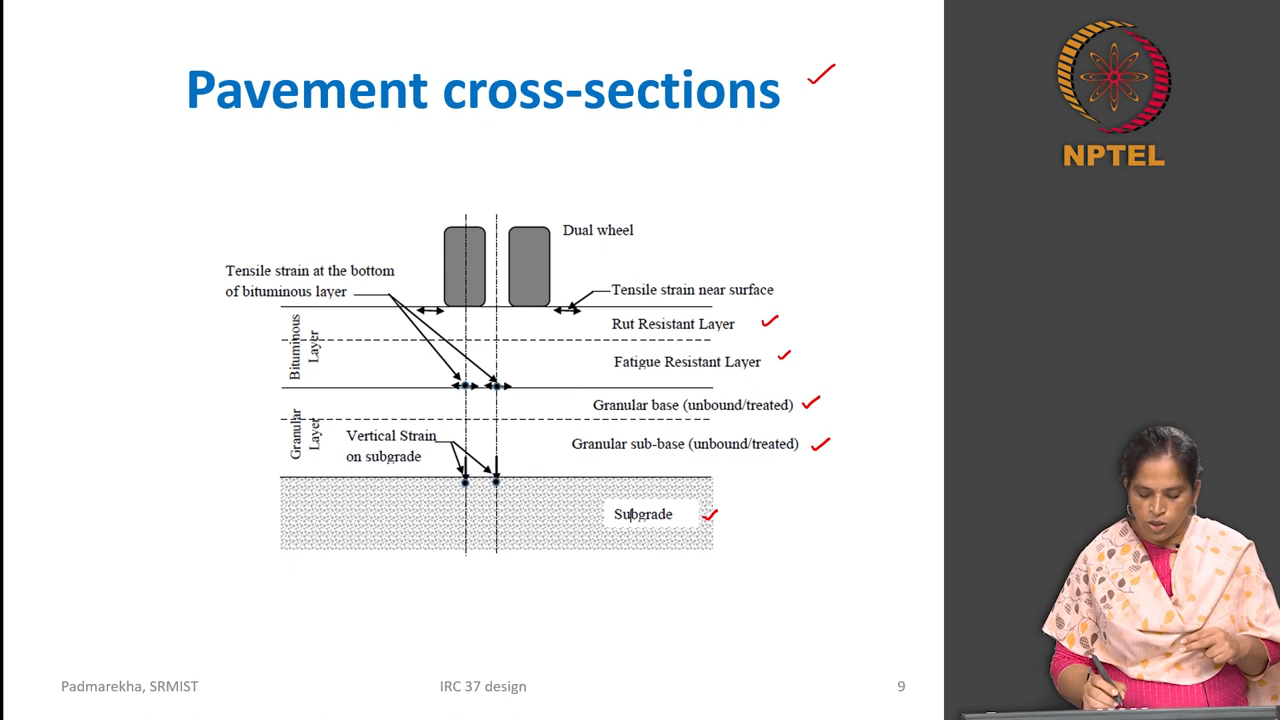 Pavement cross-sections
NPTEL
Dual wheel
Tensile strain at the bottom
of bituminous layer
Tensile strain near surface
Bituminous
Layer
Rut Resistant Layer
Fatigue Resistant Layer
Granular
Layer
Granular base (unbound/treated)
Vertical Strain
on subgrade
Granular sub-base (unbound/treated)
Subgrade
Padmarekha, SRMIST
IRC 37 design
9